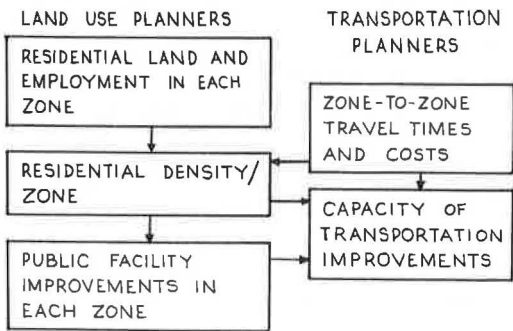 LAND USE PLANNERS
RESIDENTIAL LAND AND
EMPLOYMENT IN EACH
ZONE
RESIDENTIAL DENSITY/
ZONE
PUBLIC FACILITY
IMPROVEMENTS IN
EACH ZONE
TRANSPORTATION
PLANNERS
ZONE-TO-ZONE
TRAVEL TIMES
AND COSTS
CAPACITY OF
TRANSPORTATION
IMPROVEMENTS